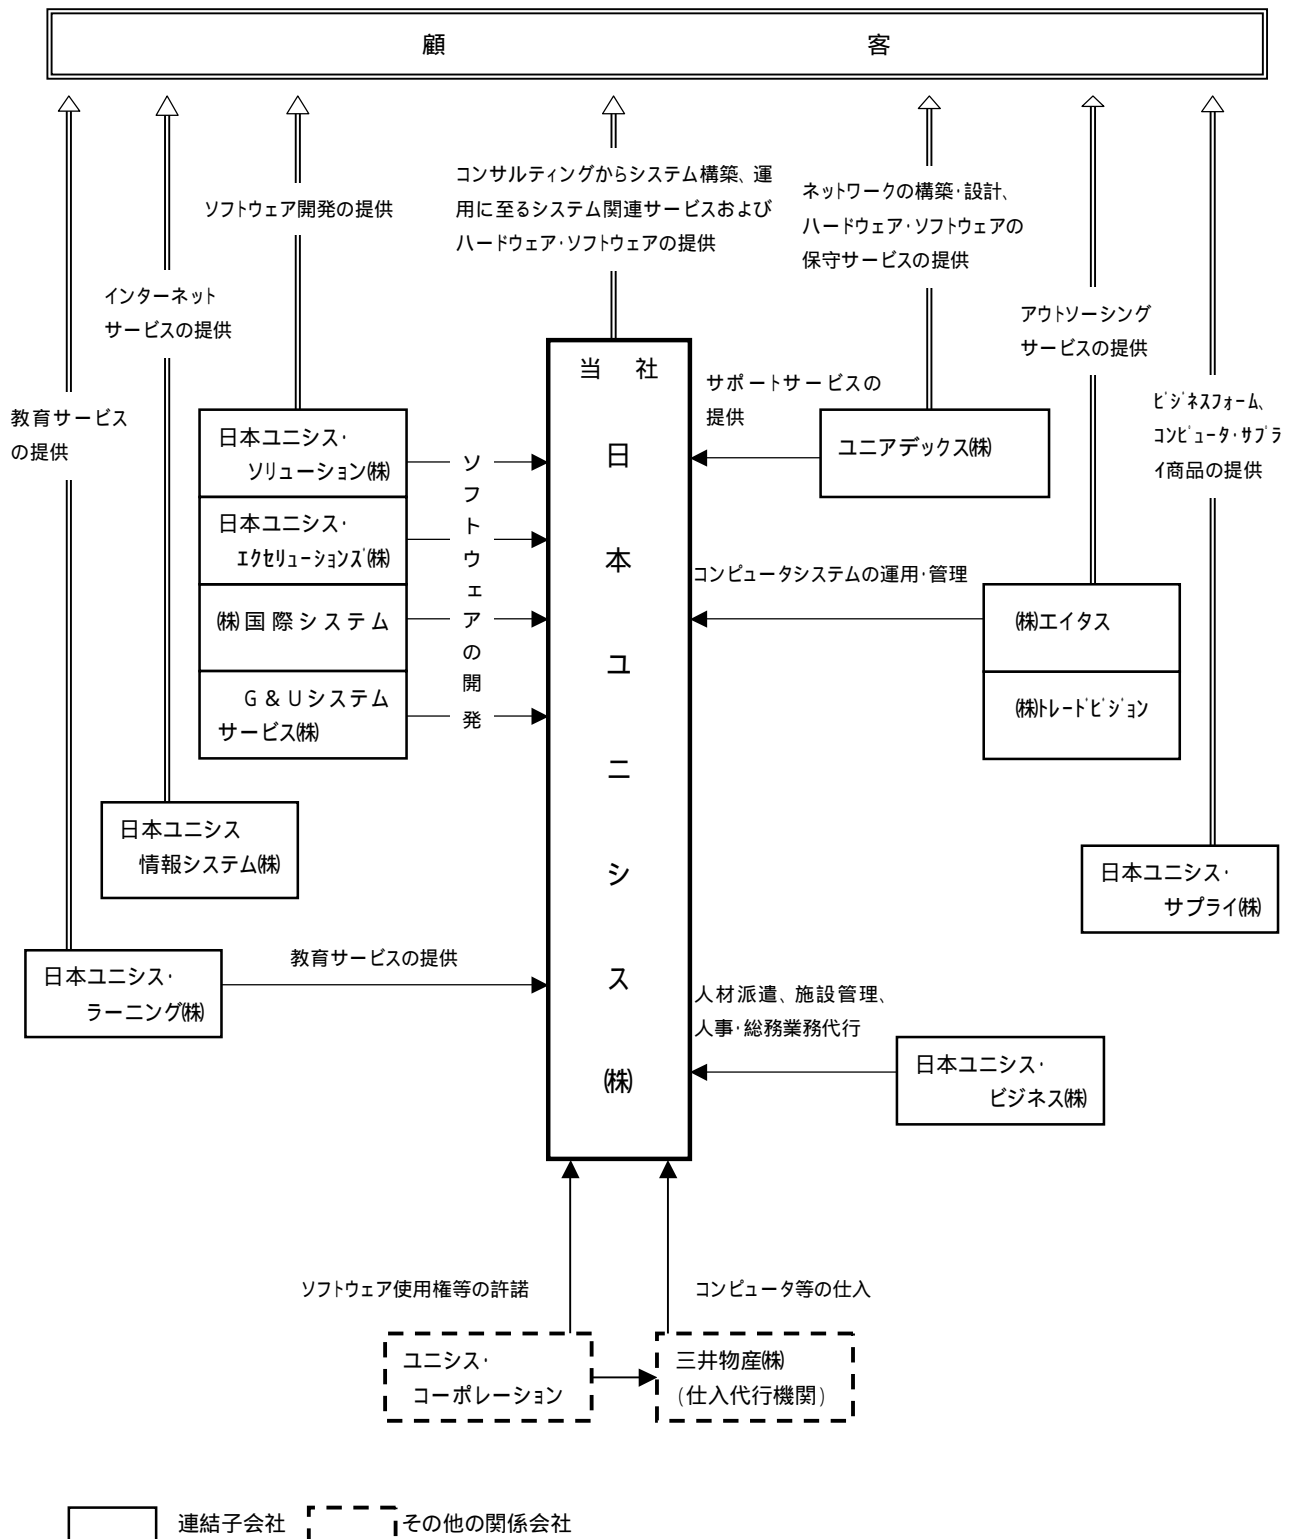 顧 客
コンサルティングからシステム構築、運
用に至るシステム関連サービスおよび
ハードウェア・ソフトウェアの提供
ネットワークの構築・設計、
ハードウェア・ソフトウェアの
保守サービスの提供
ソフトウェア開発の提供
インターネット
サービスの提供
アウトソーシング
サービスの提供
教育サービス
の提供
ビジネスフォーム、
コンピュータ・サプラ
イ商品の提供
当 社
日本ユニシス㈱
サポートサービスの
提供
ユニアデックス㈱
日本ユニシス・
ソリューション㈱
日本ユニシス・
エクセリューションズ㈱
㈱国際システム
G&Uシステム
サービス㈱
ソフトウェアの開発
コンピュータシステムの運用・管理
㈱エイタス
㈱トレードビジョン
日本ユニシス
情報システム㈱
日本ユニシス・
サプライ㈱
日本ユニシス・
ラーニング㈱
教育サービスの提供
人材派遣、施設管理、
人事・総務業務代行
日本ユニシス・
ビジネス㈱
ソフトウェア使用権等の許諾
コンピュータ等の仕入
ユニシス・
コーポレーション
三井物産㈱
(仕入代行機関)
連結子会社
その他の関係会社